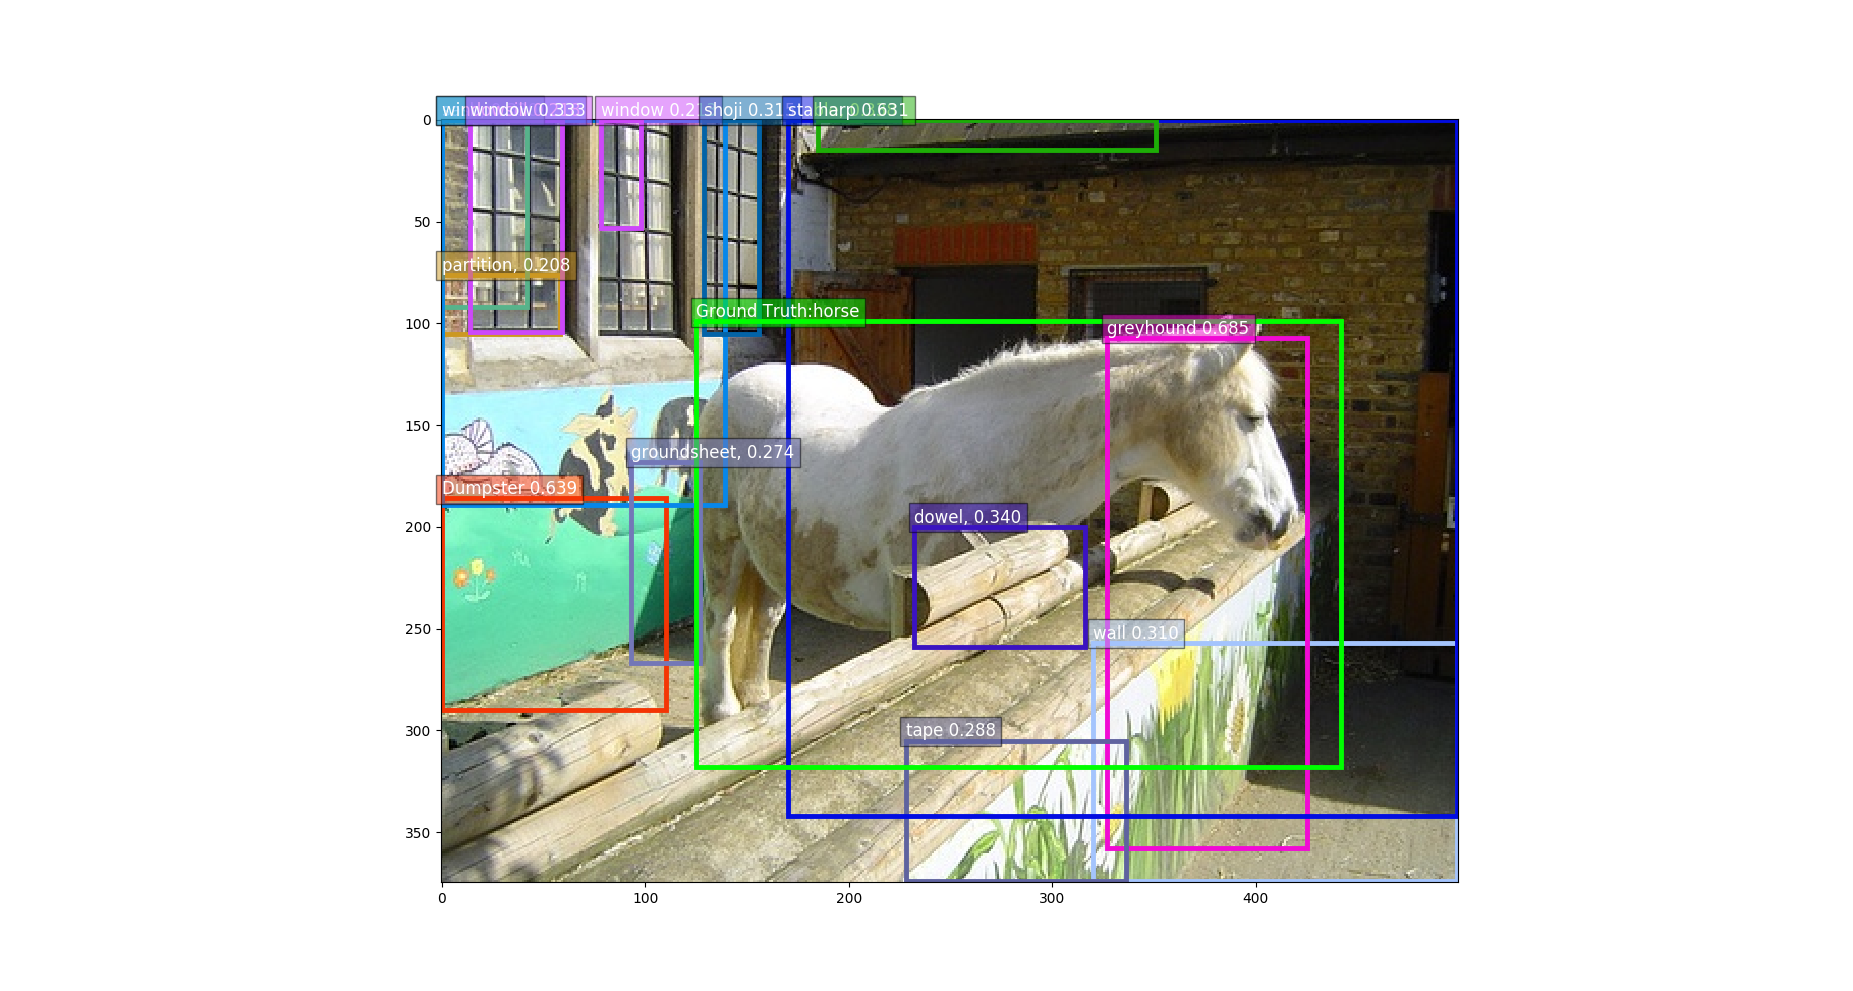 window 0.333
window 0.2
shoji 0.31
sta
harp 0.631
0
50
partition, 0.208
100
Ground Truth:horse
greyhound 0.685
150
groundsheet, 0.274
Dumpster 0.639
200
dowel, 0.340
250
wall 0.310
300
tape 0.288
350
0
100
200
300
400